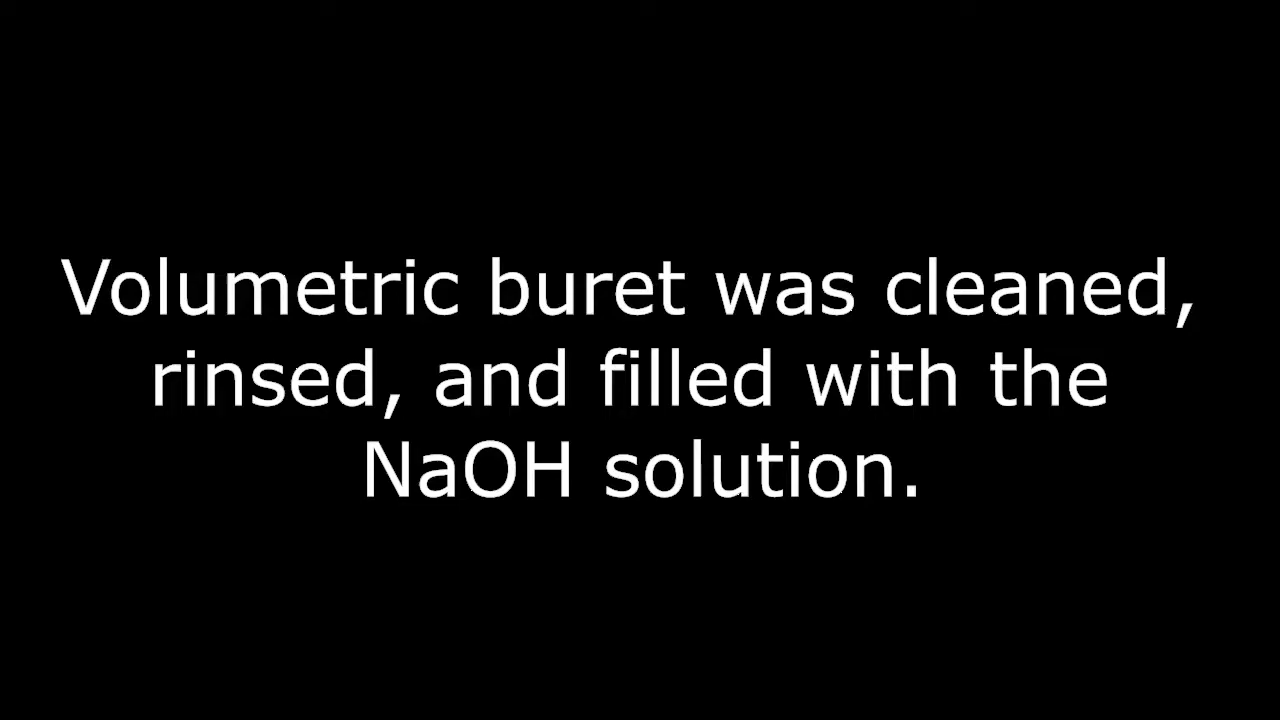 Volumetric buret was cleaned,
rinsed, and filled with the
NaOH solution.